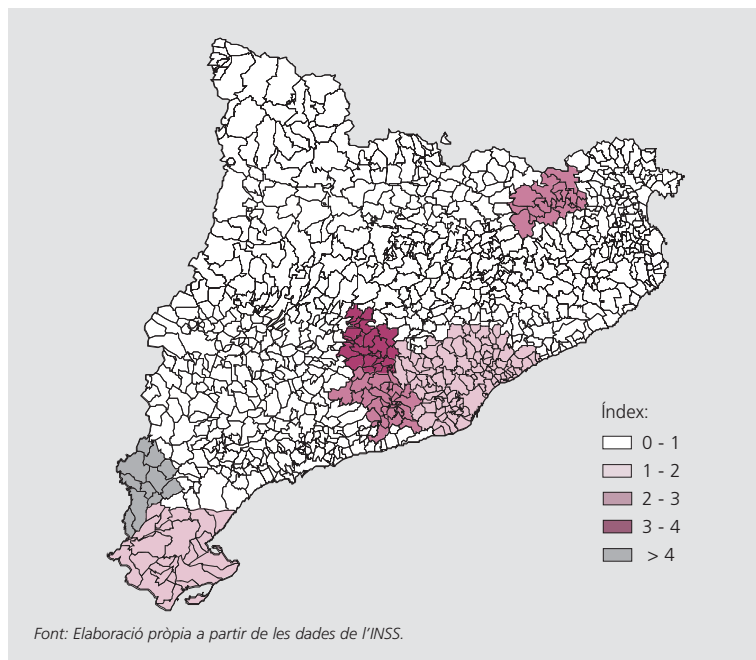 Índex:
0 - 1
1 - 2
2 - 3
3 - 4
> 4
Font: Elaboració pròpia a partir de les dades de l’INSS.